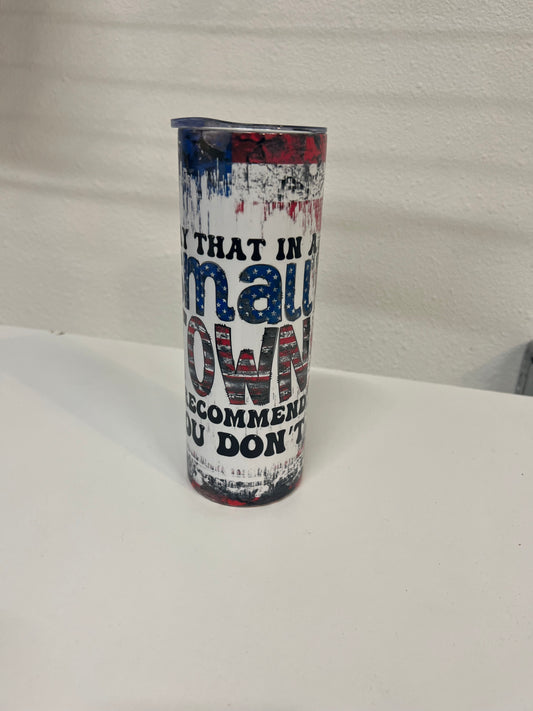 Y THAT IN A
mall
OWN
RECOMMEND
OU DON'T